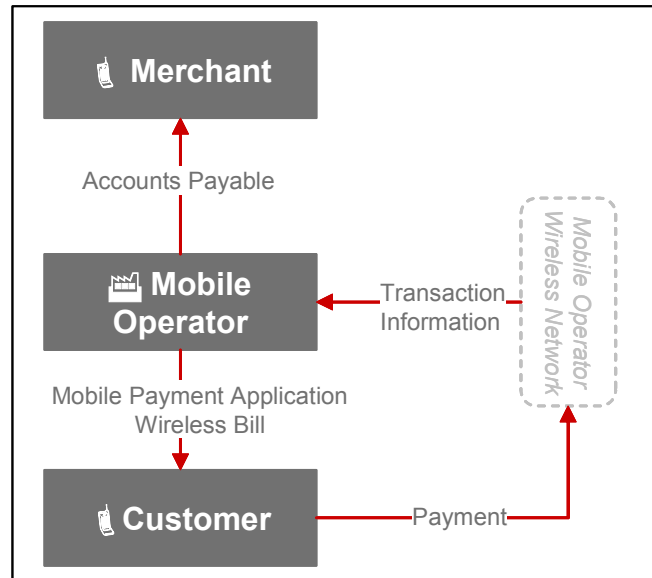 Merchant
Accounts Payable
Mobile
Operator
Transaction
Information
Mobile Operator
Wireless Network
Mobile Payment Application
Wireless Bill
Customer
Payment